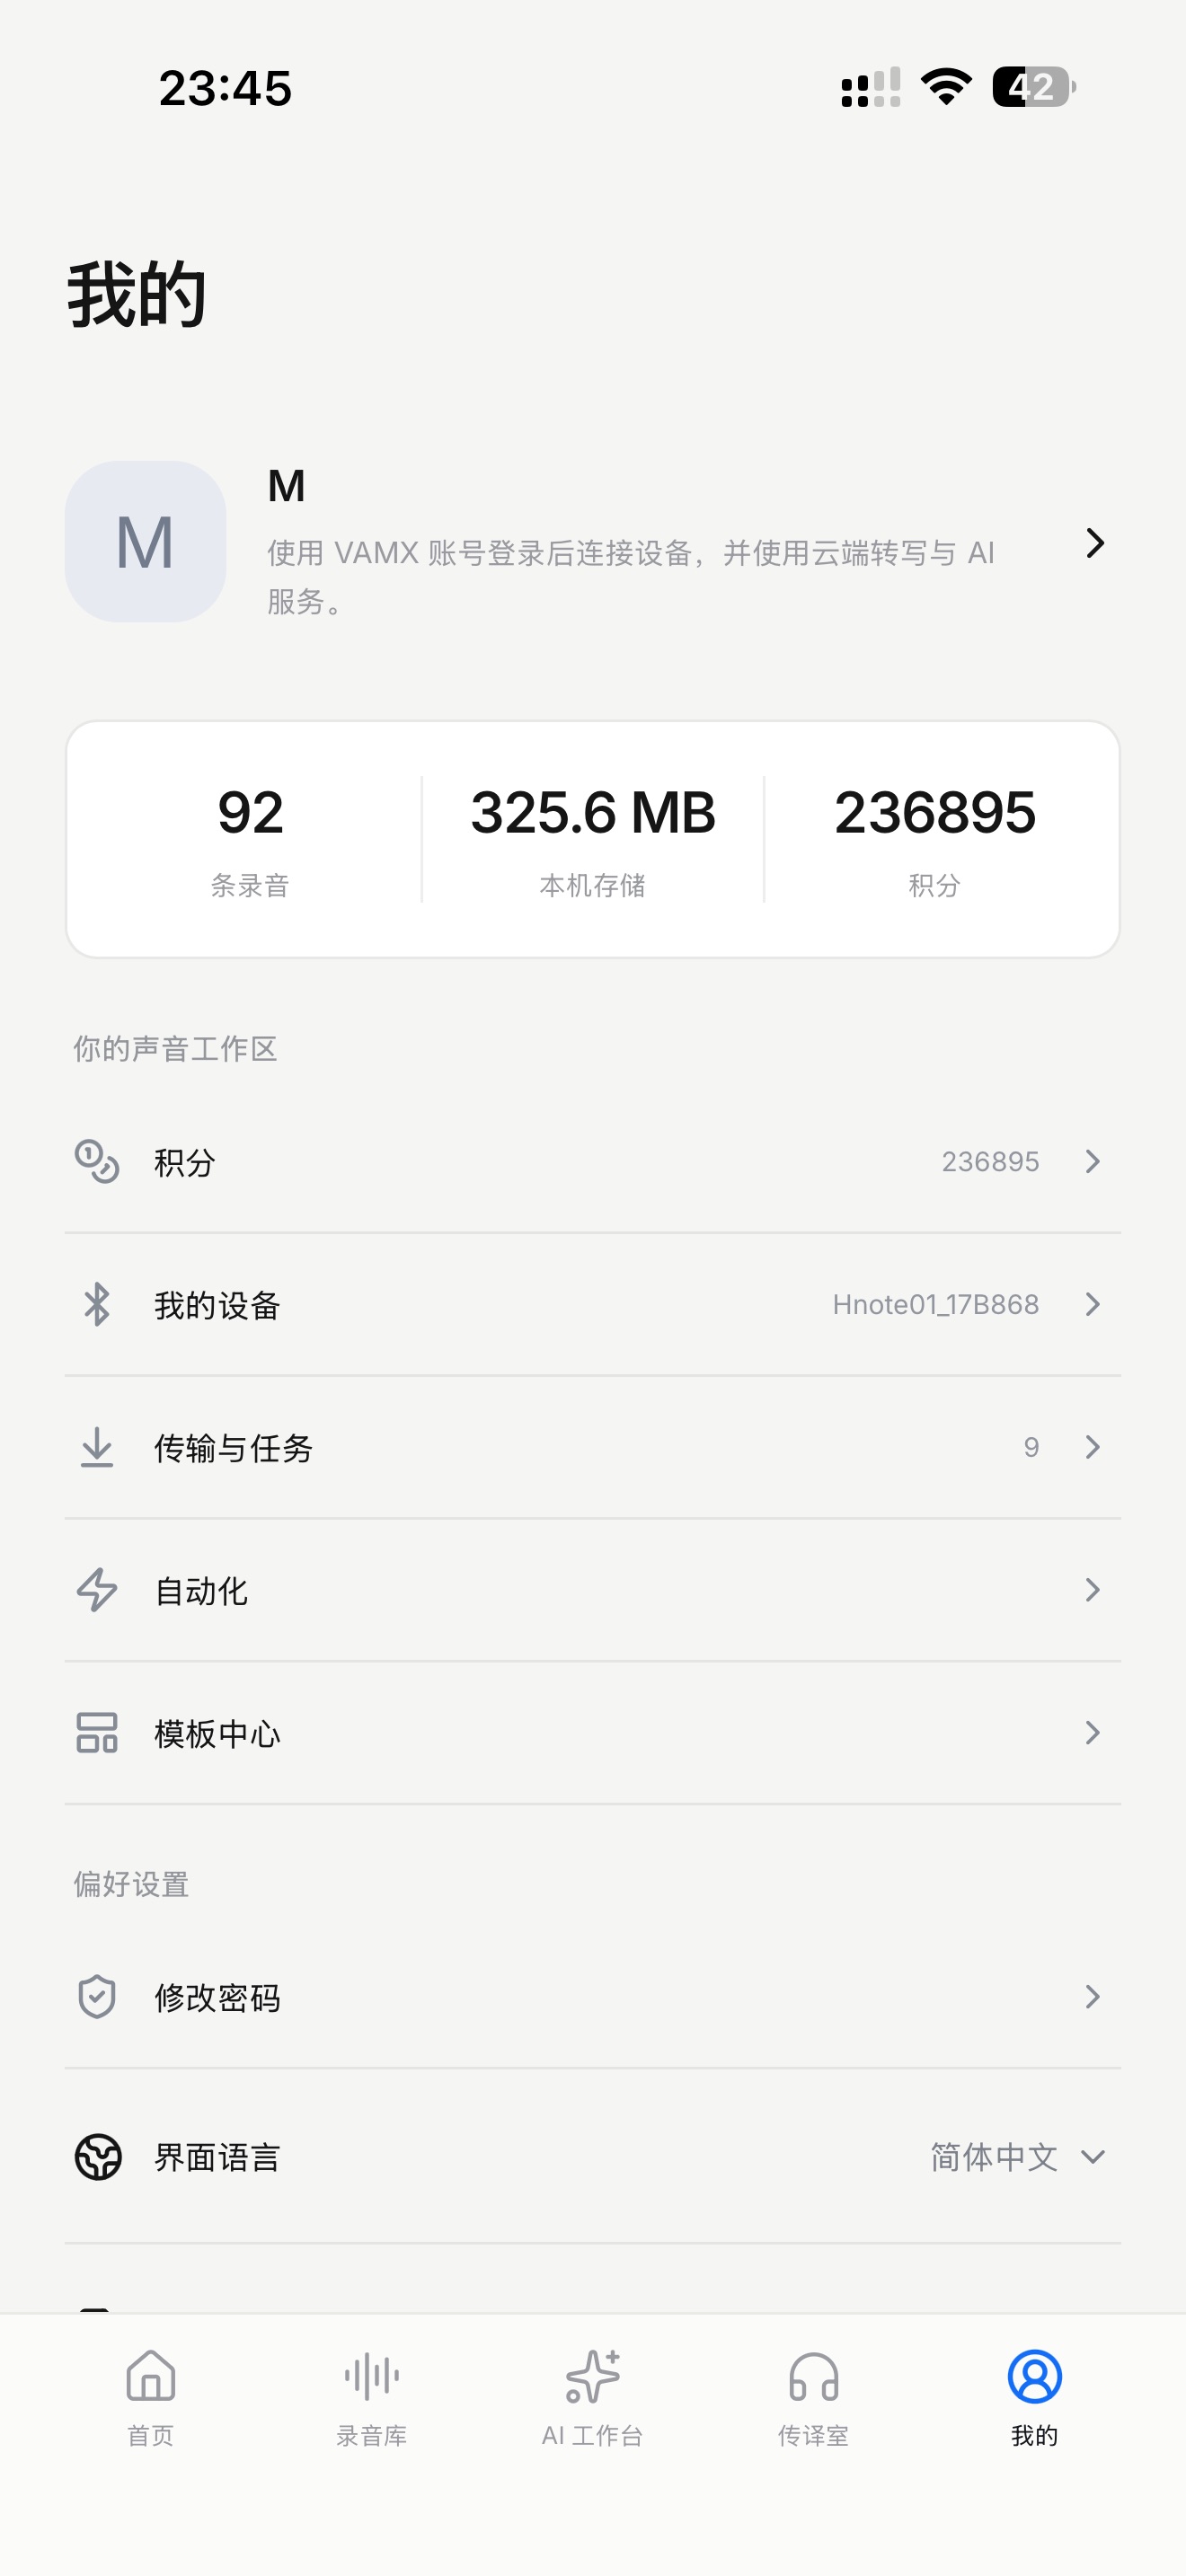 23:45
42
我的
M
M
使用 VAMX 账号登录后连接设备，并使用云端转写与 AI
服务。
92
325.6 MB
236895
条录音
本机存储
积分
你的声音工作区
积分
236895
我的设备
Hnote01_17B868
传输与任务
9
自动化
模板中心
偏好设置
修改密码
界面语言
简体中文
首页
录音库
AI 工作台
传译室
我的